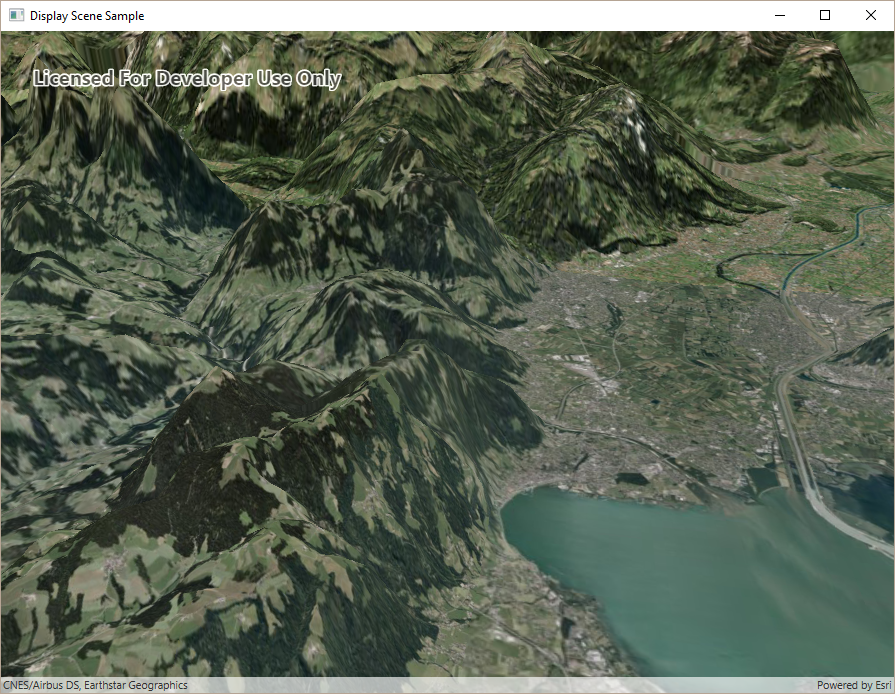 Display Scene Sample
Licensed For Developer Use Only
CNES/Airbus DS, Earthstar Geographics
Powered by Esri